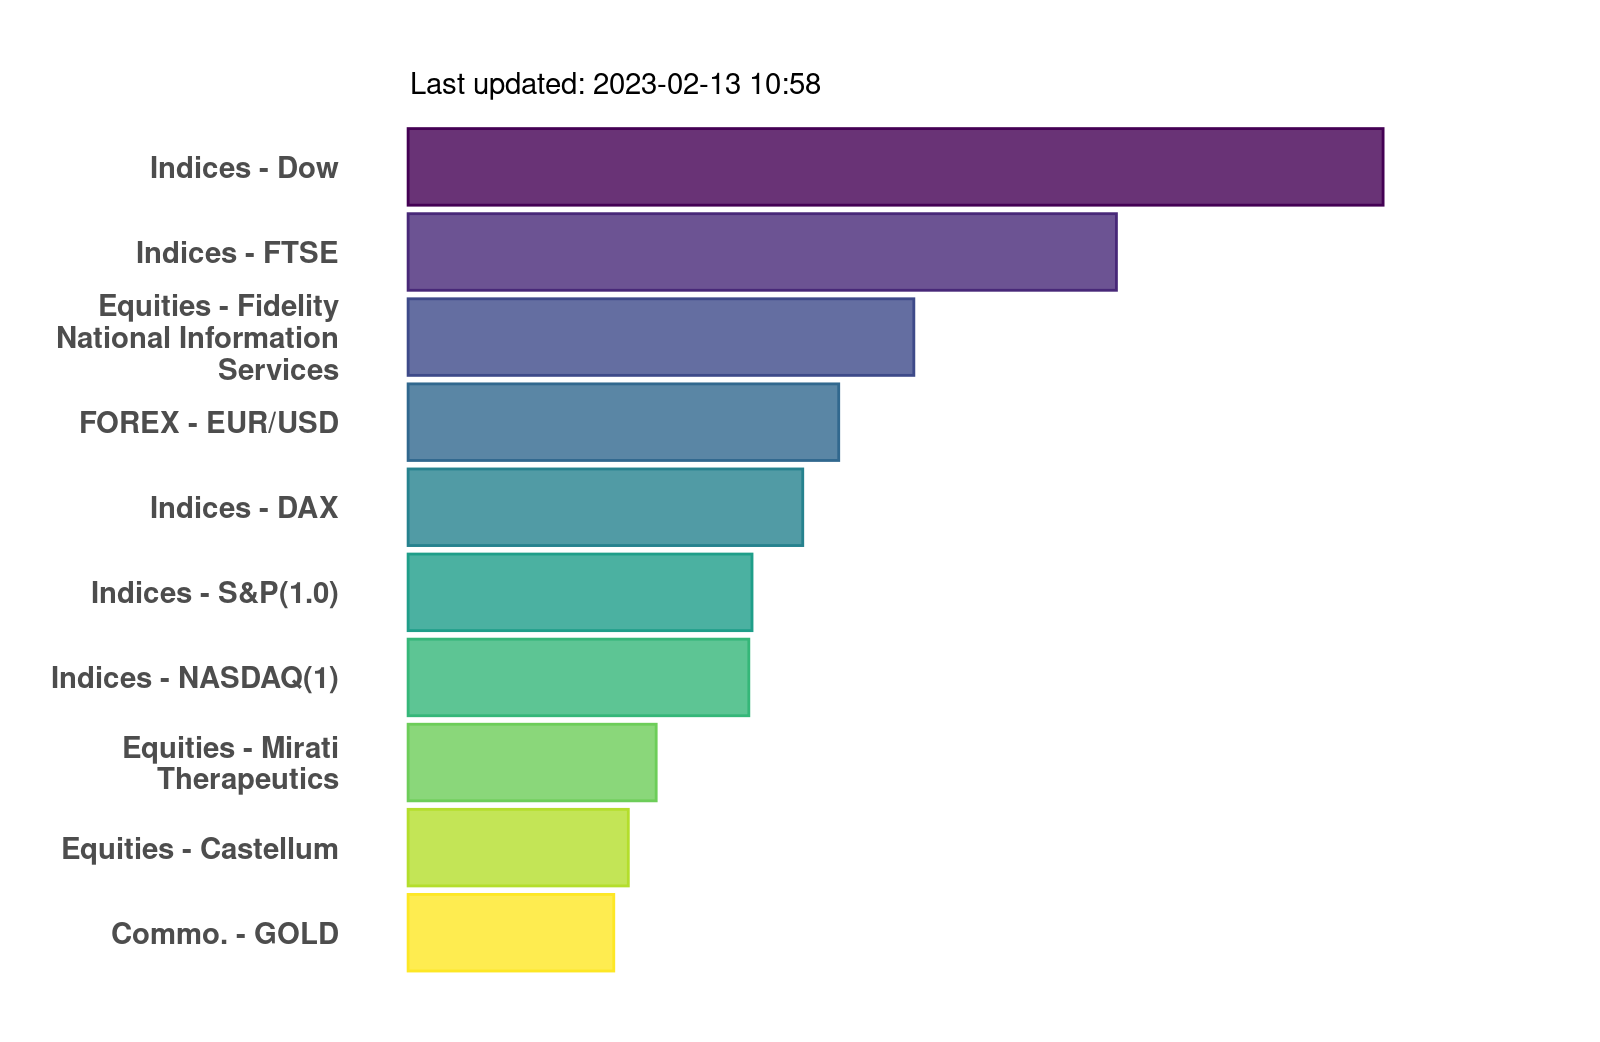 Last updated: 2023-02-13 10:58
Indices - Dow
Indices - FTSE
Equities - Fidelity
National Information
Services
FOREX - EUR/USD
Indices - DAX
Indices - S&P(1.0)
Indices - NASDAQ(1)
Equities - Mirati
Therapeutics
Equities - Castellum
Commo. - GOLD